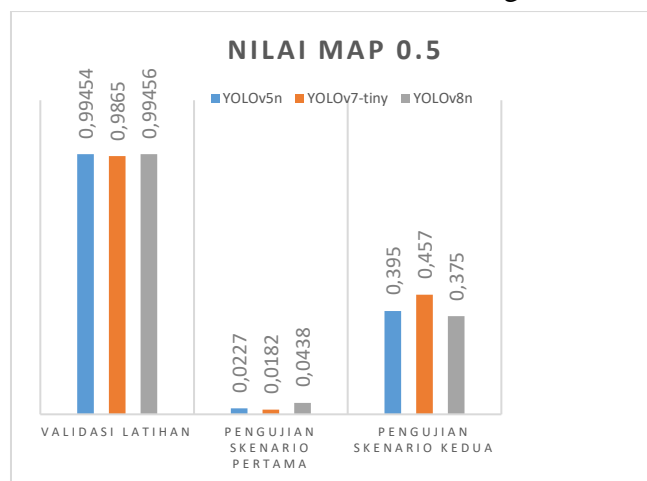 NILAI MAP 0.5
YOLOv5n YOLOv7-tiny YOLOv8n
0,99454
0,9865
0,99456
0,0227
0,0182
0,0438
0,395
0,457
0,375
VALIDASI LATIHAN
PENGUJIAN
SKENARIO
PERTAMA
PENGUJIAN
SKENARIO KEDUA